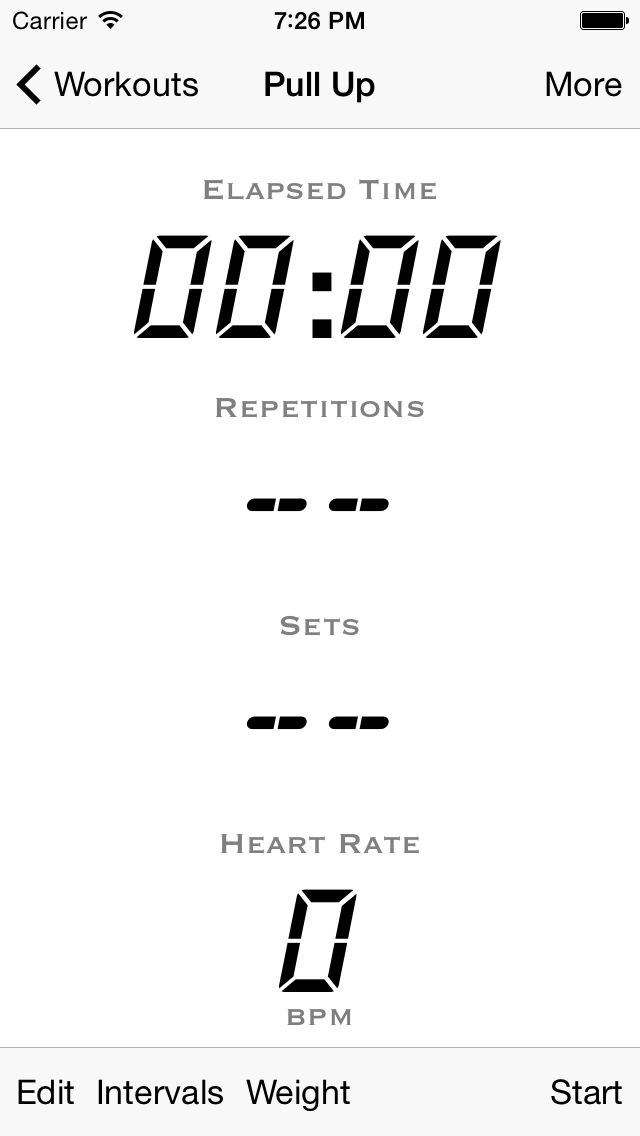 Carrier 7:26 PM
Workouts Pull Up More
Elapsed Time
00:00
Repetitions
-- --
Sets
-- --
Heart Rate
0
BPM
Edit Intervals Weight Start